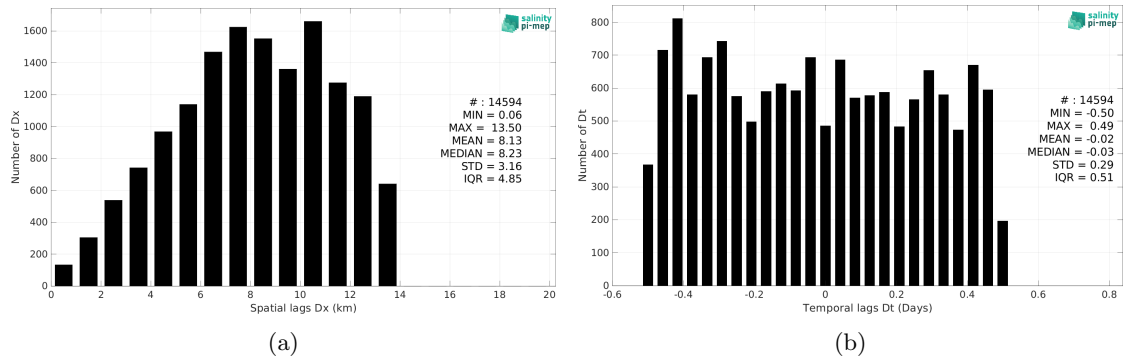 salinity
pi-mep
Number of Dx
1600
1400
1200
1000
800
600
400
200
0
# : 14594
MIN = 0.06
MAX = 13.50
MEAN = 8.13
MEDIAN = 8.23
STD = 3.16
IQR = 4.85
0 2 4 6 8 10 12 14 16 18 20
Spatial lags Dx (km)
(a)
salinity
pi-mep
Number of Dt
800
700
600
500
400
300
200
100
0
# : 14594
MIN = -0.50
MAX = 0.49
MEAN = -0.02
MEDIAN = -0.03
STD = 0.29
IQR = 0.51
-0.6 -0.4 -0.2 0 0.2 0.4 0.6 0.8
Temporal lags Dt (Days)
(b)